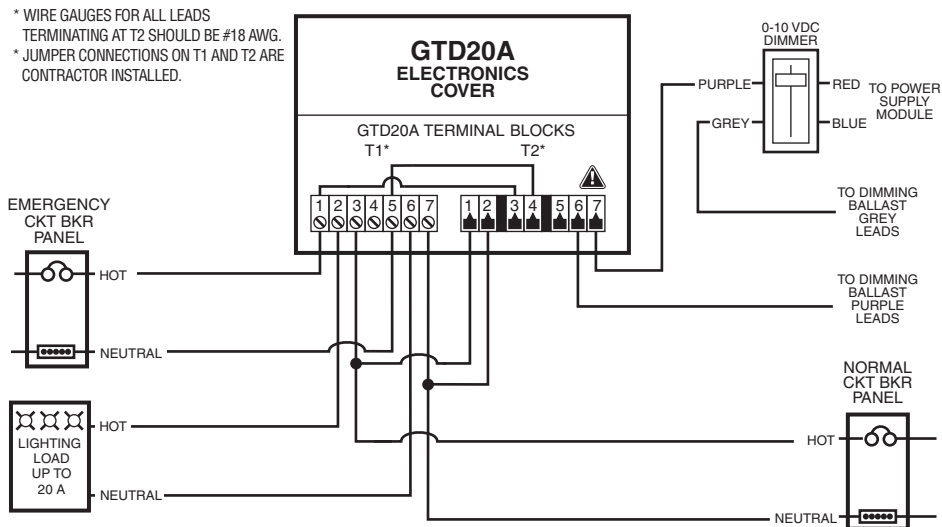 * WIRE GAUGES FOR ALL LEADS
TERMINATING AT T2 SHOULD BE #18 AWG.
* JUMPER CONNECTIONS ON T1 AND T2 ARE
CONTRACTOR INSTALLED.
GTD20A
ELECTRONICS
COVER
GTD20A TERMINAL BLOCKS
T1*
T2*
1 2 3 4 5 6 7
1 2 3 4 5 6 7
0-10 VDC
DIMMER
PURPLE
RED
GREY
BLUE
TO POWER
SUPPLY
MODULE
TO DIMMING
BALLAST
GREY
LEADS
TO DIMMING
BALLAST
PURPLE
LEADS
EMERGENCY
CKT BKR
PANEL
HOT
NEUTRAL
LIGHTING
LOAD
UP TO
20 A
HOT
NEUTRAL
NORMAL
CKT BKR
PANEL
HOT
NEUTRAL